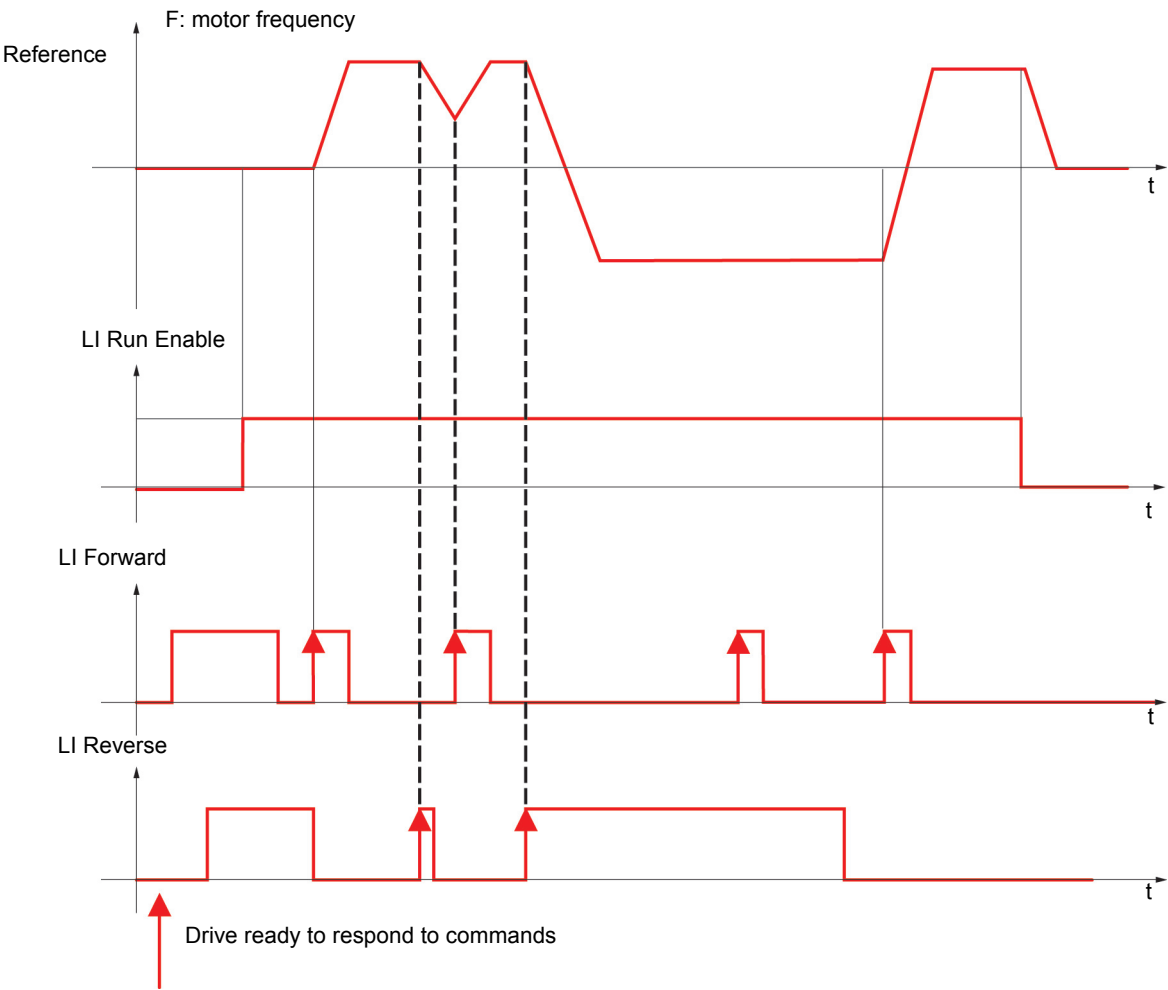 F: motor frequency
Reference
t
LI Run Enable
t
LI Forward
t
LI Reverse
t
Drive ready to respond to commands